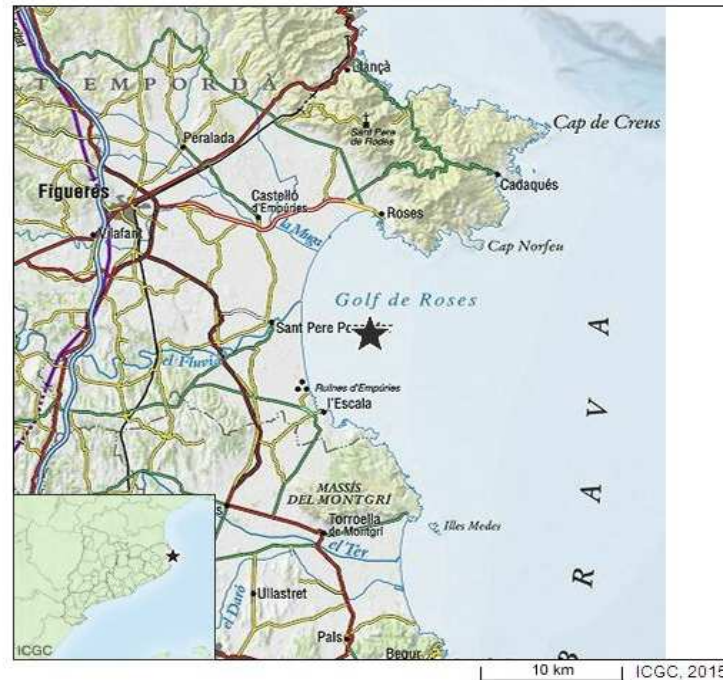 Llançà
T EMPORDÀ
Sant Pere
de Rodes
Cap de Creus
Peralada
Figueres
Castelló
d'Empúries
Cadaqués
Roses
Vilafant
la Muga
Cap Norfeu
Golf de Roses
Sant Pere
el Fluvià
Ruïnes d'Empúries
l'Escala
B R A V A
MASSÍS
DEL MONTGRÍ
Illes Medes
Torroella
de Montgrí
el Ter
el Daró
Ullastret
Pals
Begur
ICGC
10 km
ICGC, 2015